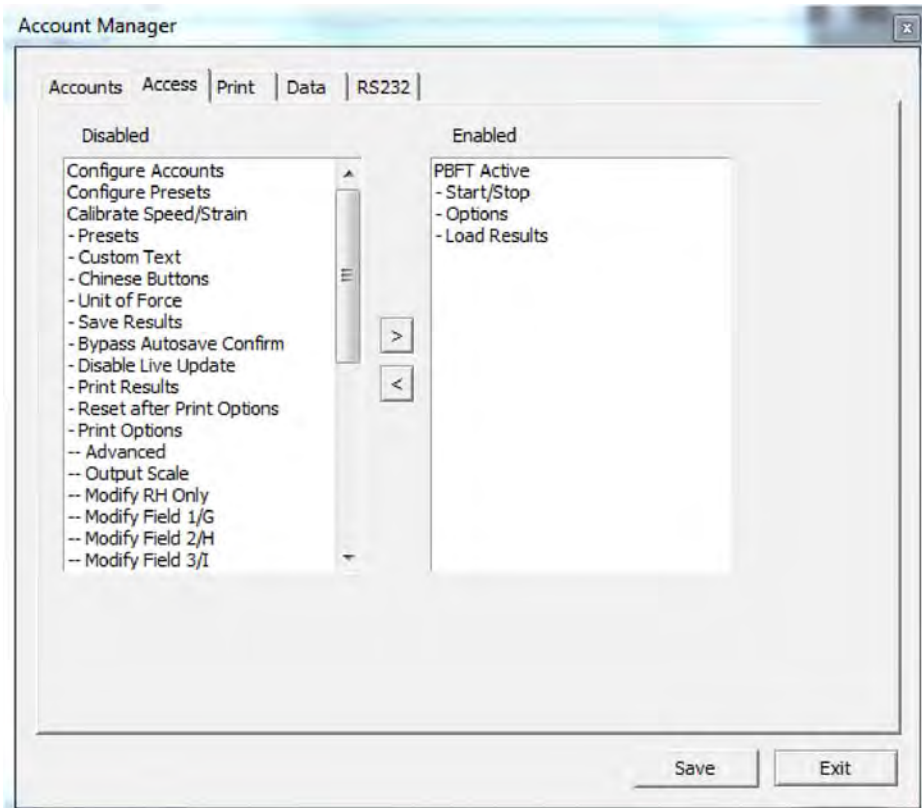 Account Manager
Accounts Access Print Data RS232
Disabled
Configure Accounts
Configure Presets
Calibrate Speed/Strain
- Presets
- Custom Text
- Chinese Buttons
- Unit of Force
- Save Results
- Bypass Autosave Confirm
- Disable Live Update
- Print Results
- Reset after Print Options
- Print Options
-- Advanced
-- Output Scale
-- Modify RH Only
-- Modify Field 1/G
-- Modify Field 2/H
-- Modify Field 3/I
>
<
Enabled
PBFT Active
- Start/Stop
- Options
- Load Results
Save Exit